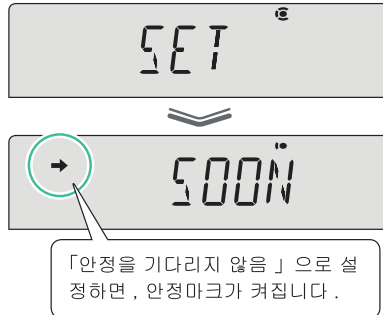 SET
SOON
「안정을 기다리지 않음 」 으로 설
정하면 , 안정마크가 켜집니다 .